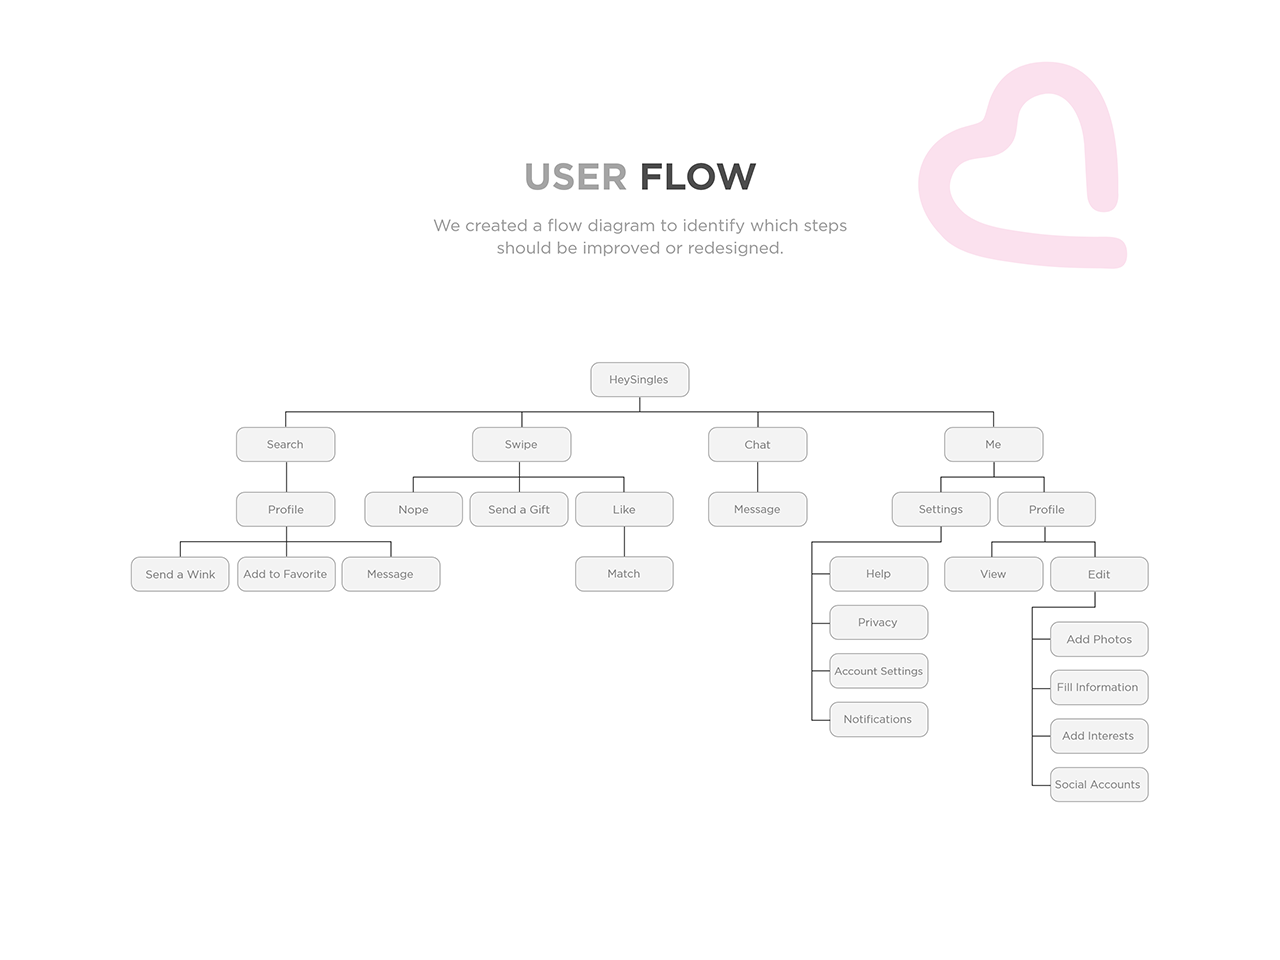 USER FLOW
We created a flow diagram to identify which steps
should be improved or redesigned.
HeySingles
Search
Swipe
Chat
Me
Profile
Nope
Send a Gift
Like
Message
Settings
Profile
Send a Wink
Add to Favorite
Message
Match
Help
View
Edit
Privacy
Add Photos
Account Settings
Fill Information
Notifications
Add Interests
Social Accounts